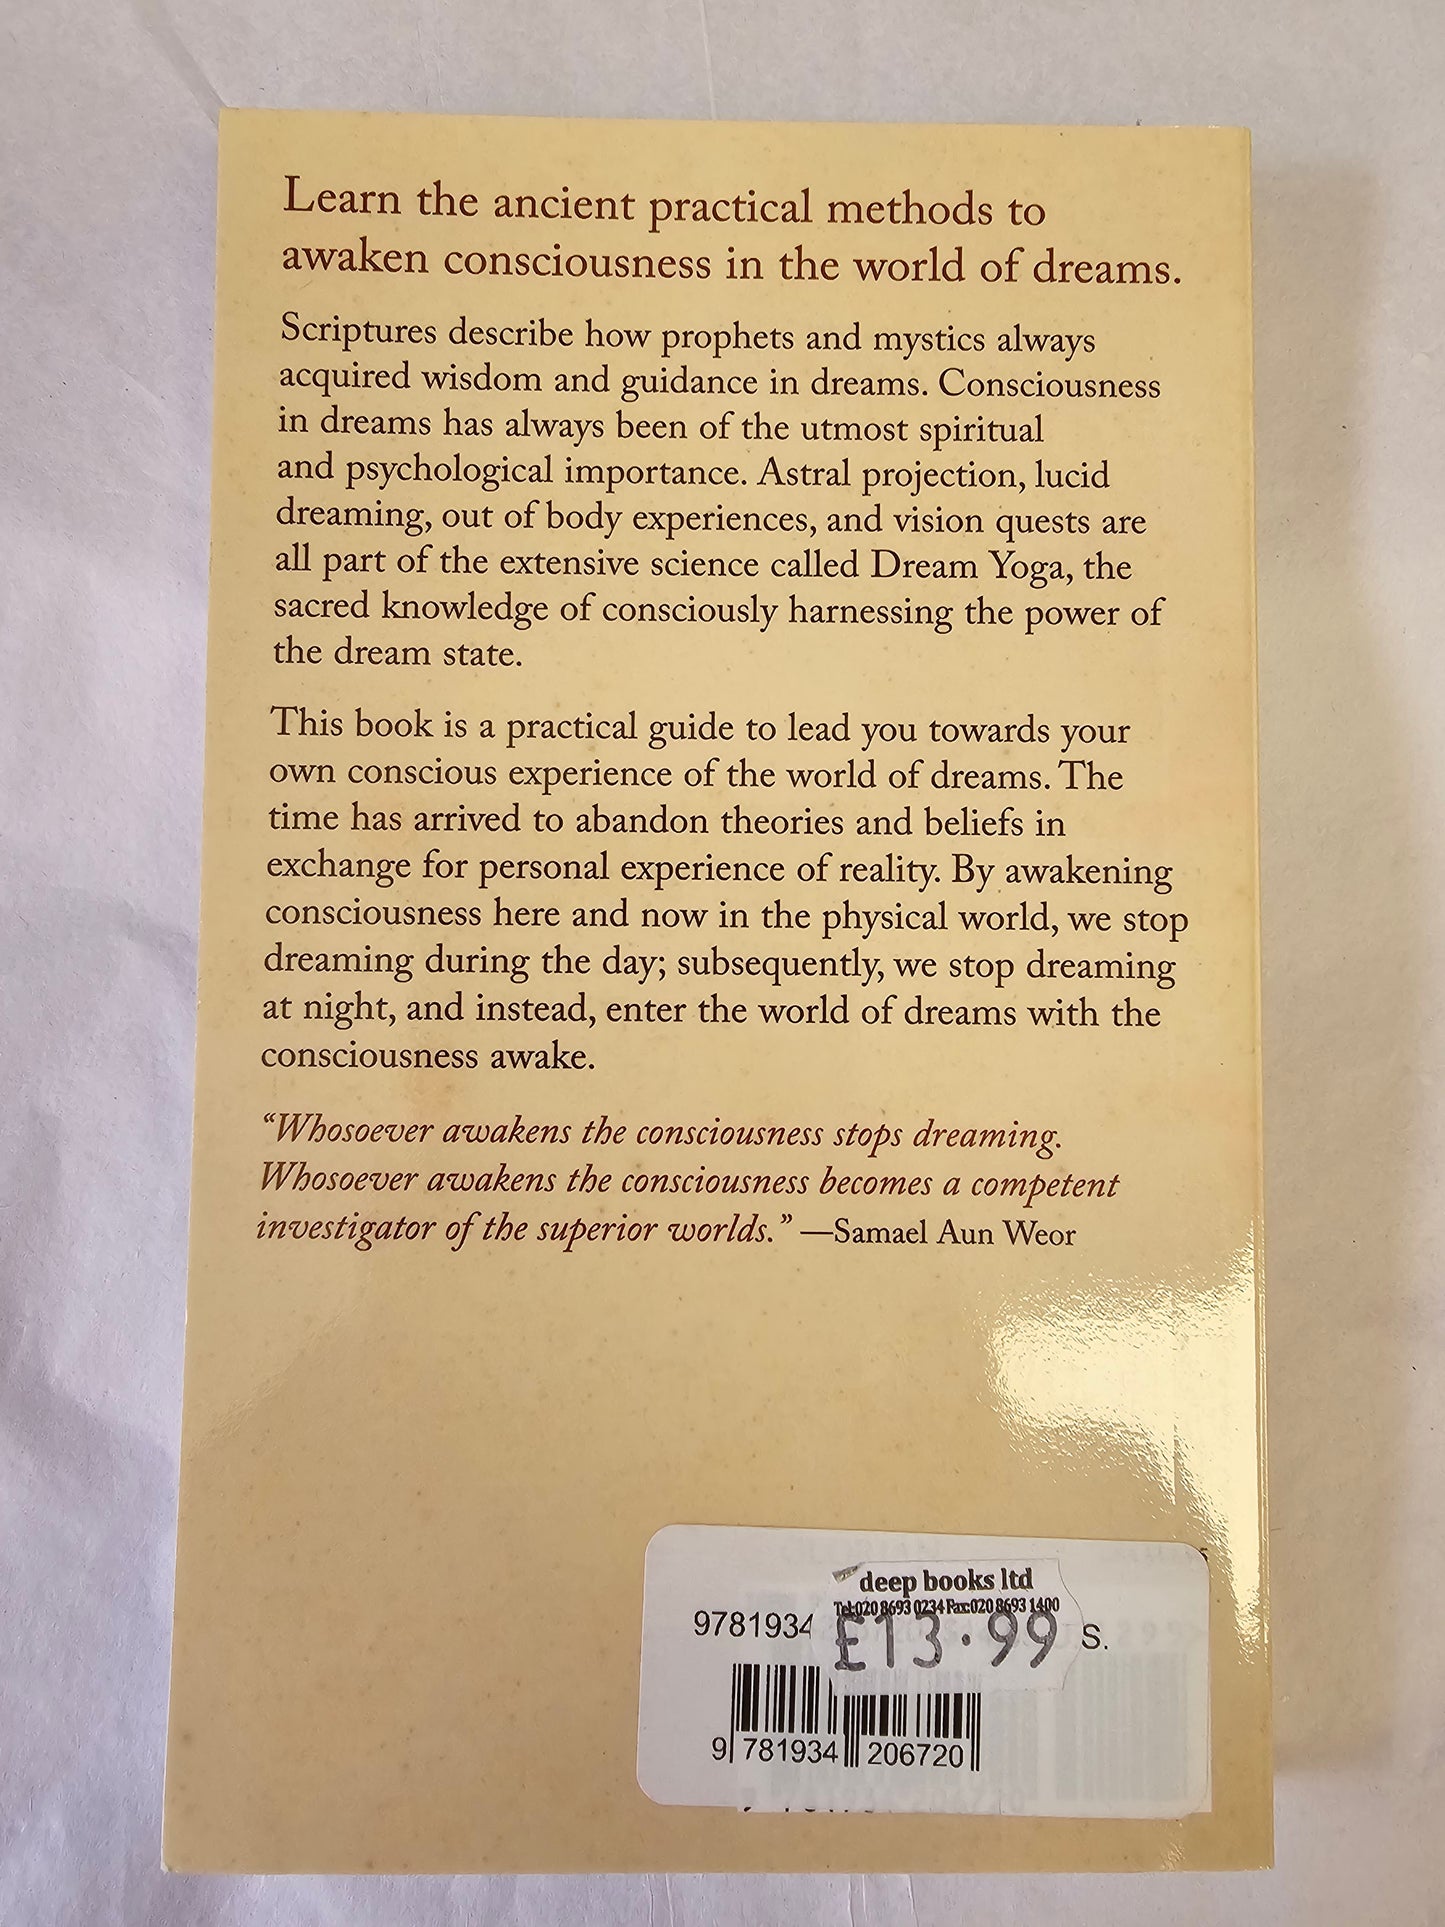 Learn the ancient practical methods to
awaken consciousness in the world of dreams.
Scriptures describe how prophets and mystics always
acquired wisdom and guidance in dreams. Consciousness
in dreams has always been of the utmost spiritual
and psychological importance. Astral projection, lucid
dreaming, out of body experiences, and vision quests are
all part of the extensive science called Dream Yoga, the
sacred knowledge of consciously harnessing the power of
the dream state.
This book is a practical guide to lead you towards your
own conscious experience of the world of dreams. The
time has arrived to abandon theories and beliefs in
exchange for personal experience of reality. By awakening
consciousness here and now in the physical world, we stop
dreaming during the day; subsequently, we stop dreaming
at night, and instead, enter the world of dreams with the
consciousness awake.
“Whosoever awakens the consciousness stops dreaming.
Whosoever awakens the consciousness becomes a competent
investigator of the superior worlds.” —Samael Aun Weor
deep books ltd
Tel:020 8693 0234 Fax:020 8693 1400
9781934 £13.99 S.
9 781934 206720